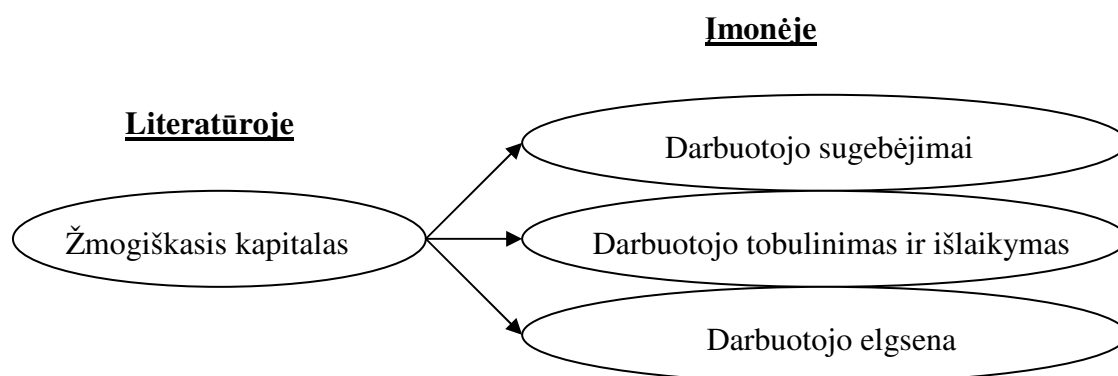 Įmonėje
Literatūroje
Darbuotojo sugebėjimai
Žmogiškasis kapitalas
Darbuotojo tobulinimas ir išlaikymas
Darbuotojo elgsena